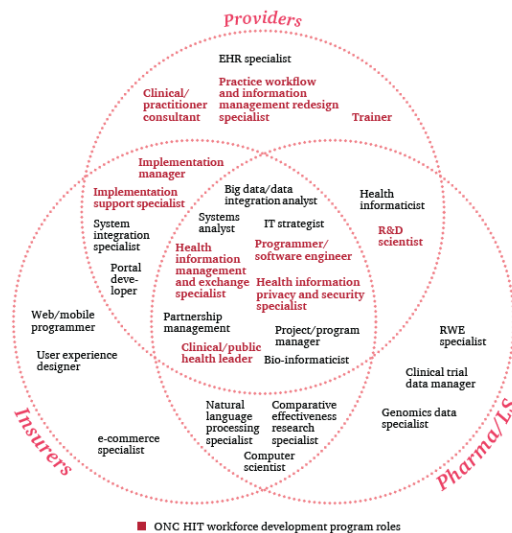 Providers
EHR specialist
Clinical/
practitioner
consultant
Practice workflow
and information
management redesign
specialist
Trainer
Implementation
manager
Implementation
support specialist
System
integration
specialist
Portal
deve-
loper
Big data/data
integration analyst
Systems
analyst
IT strategist
Health
information
management
and exchange
specialist
Programmer/
software engineer
Health information
privacy and security
specialist
Partnership
management
Project/program
manager
Clinical/public
health leader
Bio-informaticist
Health
informaticist
R&D
scientist
Web/mobile
programmer
User experience
designer
e-commerce
specialist
Insurers
Natural
language
processing
specialist
Comparative
effectiveness
research
specialist
Computer
scientist
RWE
specialist
Clinical trial
data manager
Genomics data
specialist
Pharma/LS
ONC HIT workforce development program roles